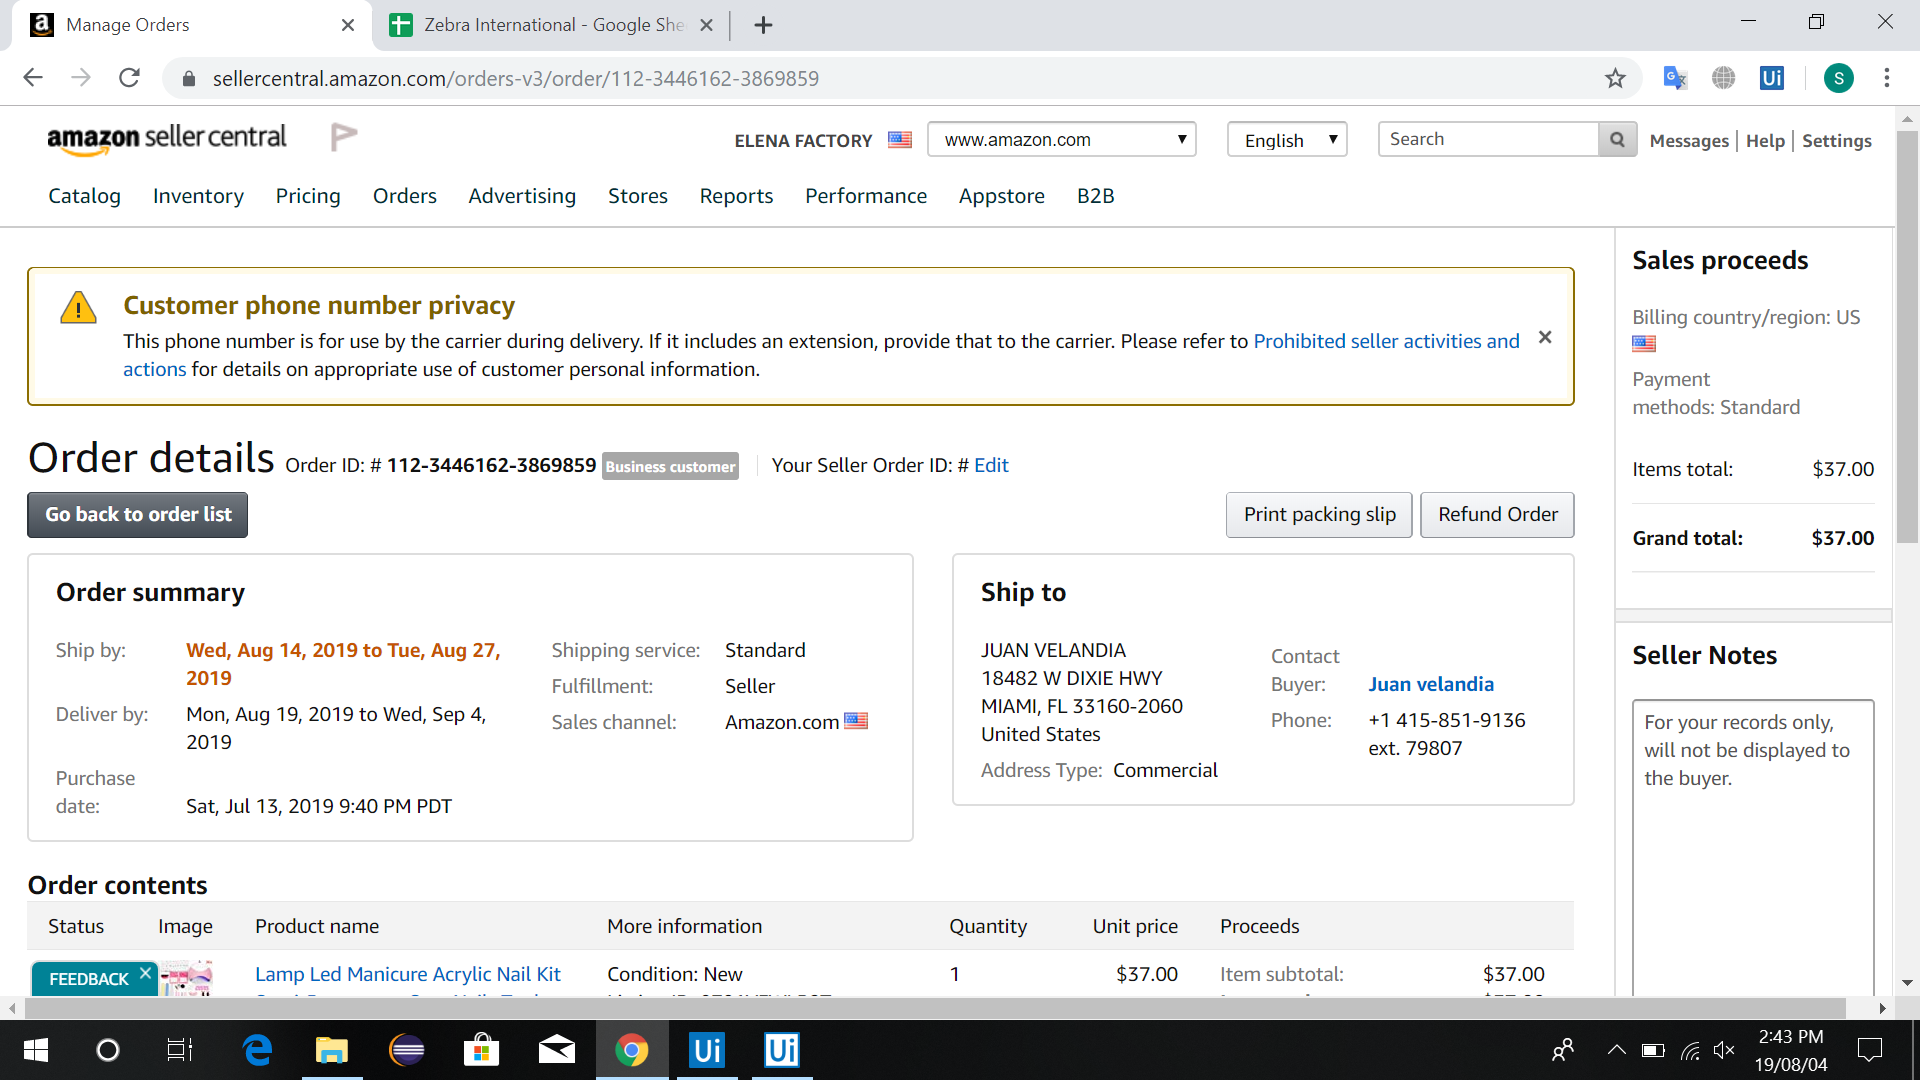 Manage Orders
Zebra International - Google She
sellercentral.amazon.com/orders-v3/order/112-3446162-3869859
S
amazon seller central
ELENA FACTORY
www.amazon.com
English
Search
Messages
Help
Settings
Catalog
Inventory
Pricing
Orders
Advertising
Stores
Reports
Performance
Appstore
B2B
Customer phone number privacy
This phone number is for use by the carrier during delivery. If it includes an extension, provide that to the carrier. Please refer to Prohibited seller activities and
actions for details on appropriate use of customer personal information.
Order details Order ID: # 112-3446162-3869859 Business customer Your Seller Order ID: # Edit
Go back to order list
Print packing slip
Refund Order
Order summary
Ship by: Wed, Aug 14, 2019 to Tue, Aug 27,
2019
Deliver by: Mon, Aug 19, 2019 to Wed, Sep 4,
2019
Purchase
date: Sat, Jul 13, 2019 9:40 PM PDT
Shipping service: Standard
Fulfillment: Seller
Sales channel: Amazon.com
Ship to
JUAN VELANDIA
18482 W DIXIE HWY
MIAMI, FL 33160-2060
United States
Address Type: Commercial
Contact
Buyer: Juan velandia
Phone: +1 415-851-9136
ext. 79807
Sales proceeds
Billing country/region: US
Payment
methods: Standard
Items total: $37.00
Grand total: $37.00
Seller Notes
For your records only,
will not be displayed to
the buyer.
Order contents
Status Image Product name More information Quantity Unit price Proceeds
FEEDBACK
Lamp Led Manicure Acrylic Nail Kit
Condition: New
1
$37.00
Item subtotal: $37.00
Ui
Ui
Ui
2:43 PM
19/08/04